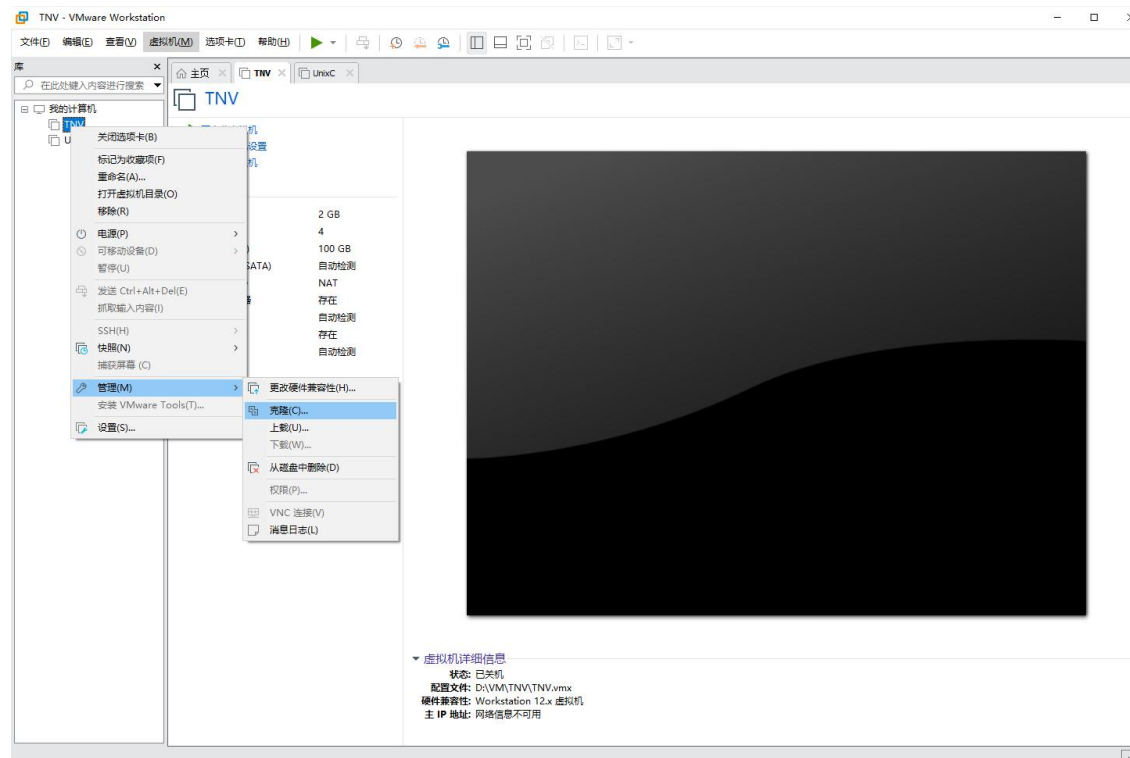 TNV - VMware Workstation
文件(F) 编辑(E) 查看(V) 虚拟机(M) 选项卡(T) 帮助(H)
库
在此处键入内容进行搜索
我的计算机
TNV
U
主页 TNV UnixC
TNV
机
设置
机
2 GB
4
) 100 GB
SATA) 自动检测
NAT
存在
自动检测
存在
自动检测
关闭选项卡(B)
标记为收藏项(F)
重命名(A)...
打开虚拟机目录(O)
移除(R)
电源(P)
可移动设备(D)
暂停(U)
发送 Ctrl+Alt+Del(E)
抓取输入内容(I)
SSH(H)
快照(N)
捕获屏幕 (C)
管理(M)
安装 VMware Tools(T)...
设置(S)...
更改硬件兼容性(H)...
克隆(C)...
上载(U)...
下载(W)...
从磁盘中删除(D)
权限(P)...
VNC 连接(V)
消息日志(L)
虚拟机详细信息
状态: 已关机
配置文件: D:\VM\TNV\TNV.vmx
硬件兼容性: Workstation 12.x 虚拟机
主 IP 地址: 网络信息不可用